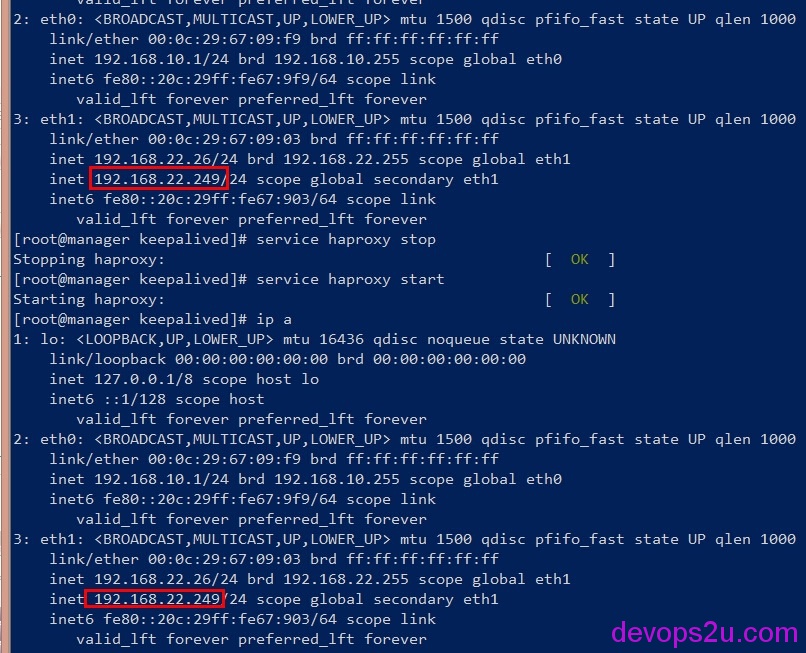 valid_lft forever preferred_lft forever
2: eth0: <BROADCAST,MULTICAST,UP,LOWER_UP> mtu 1500 qdisc pfifo_fast state UP qlen 1000
link/ether 00:0c:29:67:09:f9 brd ff:ff:ff:ff:ff:ff
inet 192.168.10.1/24 brd 192.168.10.255 scope global eth0
inet6 fe80::20c:29ff:fe67:9f9/64 scope link
valid_lft forever preferred_lft forever
3: eth1: <BROADCAST,MULTICAST,UP,LOWER_UP> mtu 1500 qdisc pfifo_fast state UP qlen 1000
link/ether 00:0c:29:67:09:03 brd ff:ff:ff:ff:ff:ff
inet 192.168.22.26/24 brd 192.168.22.255 scope global eth1
inet 192.168.22.249/24 scope global secondary eth1
inet6 fe80::20c:29ff:fe67:903/64 scope link
valid_lft forever preferred_lft forever
[root@manager keepalived]# service haproxy stop
Stopping haproxy: [ OK ]
[root@manager keepalived]# service haproxy start
Starting haproxy: [ OK ]
[root@manager keepalived]# ip a
1: lo: <LOOPBACK,UP,LOWER_UP> mtu 16436 qdisc noqueue state UNKNOWN
link/loopback 00:00:00:00:00:00 brd 00:00:00:00:00:00
inet 127.0.0.1/8 scope host lo
inet6 ::1/128 scope host
valid_lft forever preferred_lft forever
2: eth0: <BROADCAST,MULTICAST,UP,LOWER_UP> mtu 1500 qdisc pfifo_fast state UP qlen 1000
link/ether 00:0c:29:67:09:f9 brd ff:ff:ff:ff:ff:ff
inet 192.168.10.1/24 brd 192.168.10.255 scope global eth0
inet6 fe80::20c:29ff:fe67:9f9/64 scope link
valid_lft forever preferred_lft forever
3: eth1: <BROADCAST,MULTICAST,UP,LOWER_UP> mtu 1500 qdisc pfifo_fast state UP qlen 1000
link/ether 00:0c:29:67:09:03 brd ff:ff:ff:ff:ff:ff
inet 192.168.22.26/24 brd 192.168.22.255 scope global eth1
inet 192.168.22.249/24 scope global secondary eth1
inet6 fe80::20c:29ff:fe67:903/64 scope link
valid_lft forever preferred_lft forever
devops2u.com